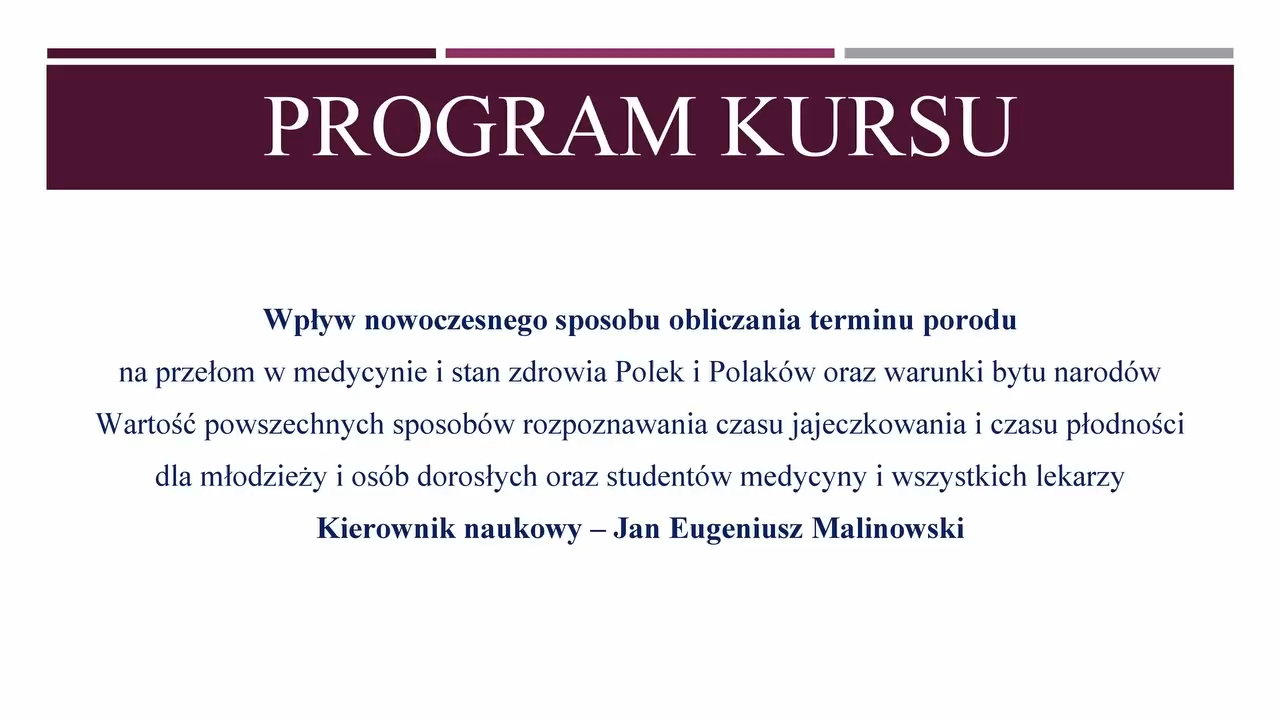 PROGRAM KURSU
Wpływ nowoczesnego sposobu obliczania terminu porodu
na przełom w medycynie i stan zdrowia Polek i Polaków oraz warunki bytu narodów
Wartość powszechnych sposobów rozpoznawania czasu jajeczkowania i czasu płodności
dla młodzieży i osób dorosłych oraz studentów medycyny i wszystkich lekarzy
Kierownik naukowy – Jan Eugeniusz Malinowski